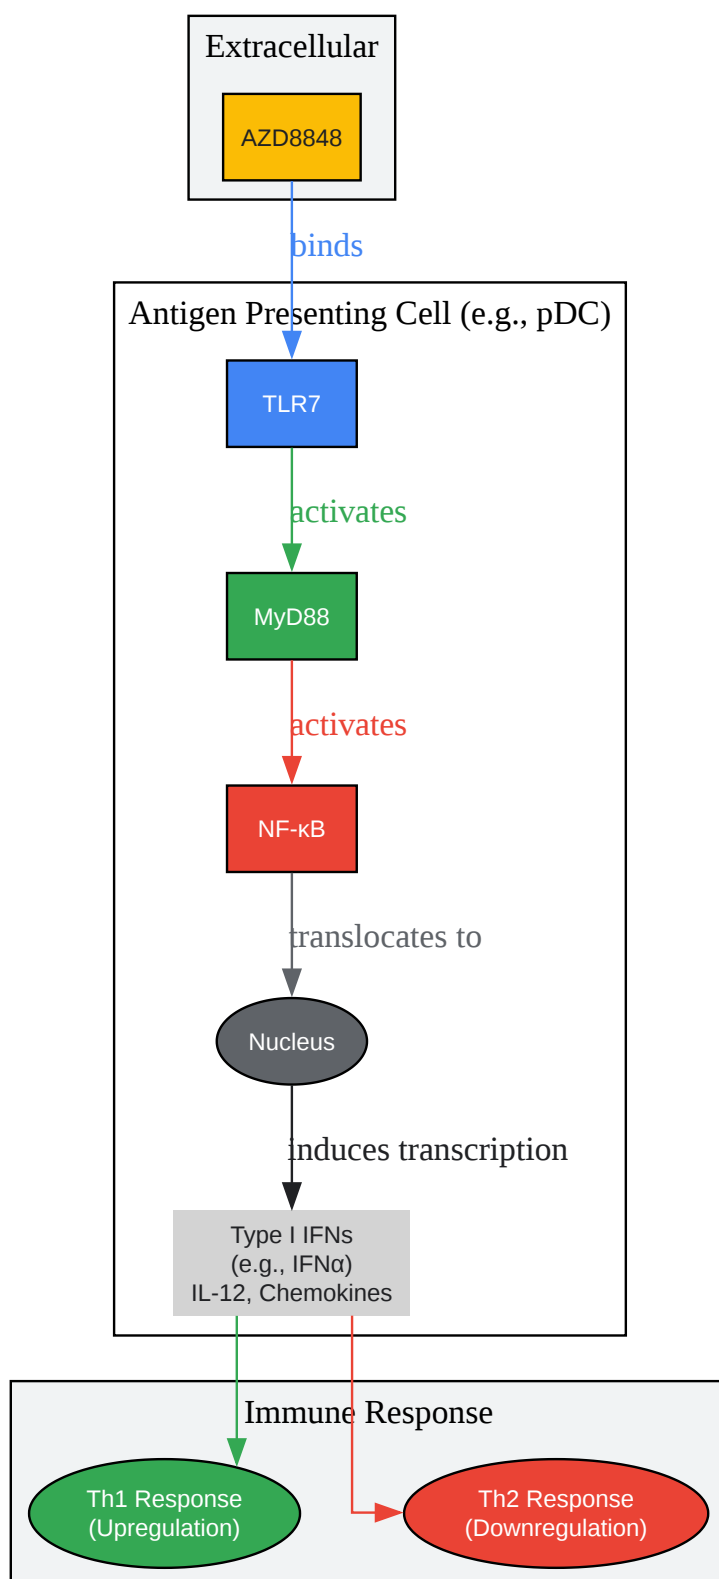 Extracellular
AZD8848
binds
Antigen Presenting Cell (e.g., pDC)
TLR7
activates
MyD88
activates
NF-κB
translocates to
Nucleus
induces transcription
Type I IFNs
(e.g., IFNα)
IL-12, Chemokines
Immune Response
Th1 Response
(Upregulation)
Th2 Response
(Downregulation)